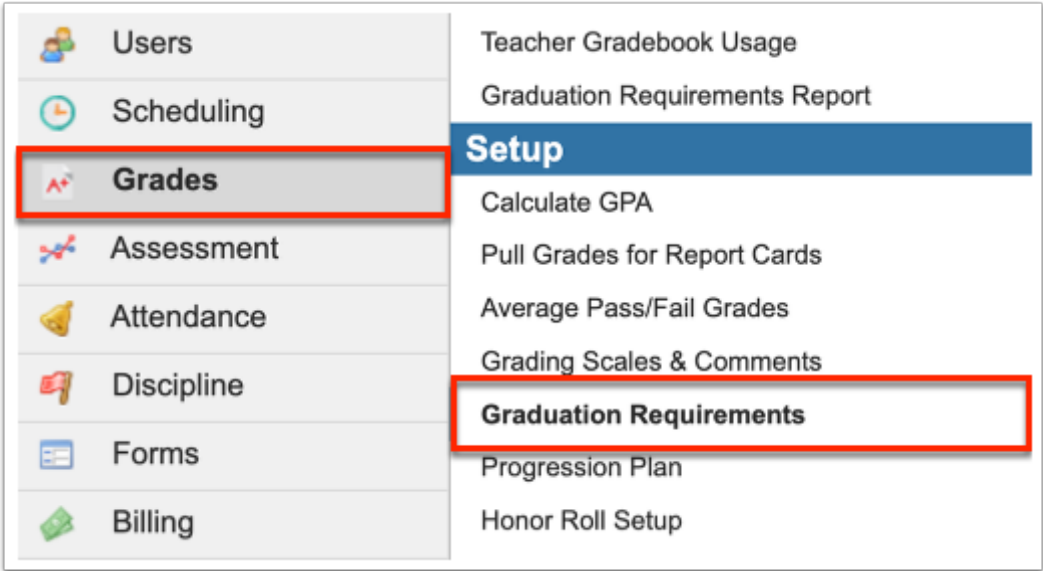 Users
Scheduling
A+
Grades
Assessment
Attendance
Discipline
Forms
Billing
Teacher Gradebook Usage
Graduation Requirements Report
Setup
Calculate GPA
Pull Grades for Report Cards
Average Pass/Fail Grades
Grading Scales & Comments
Graduation Requirements
Progression Plan
Honor Roll Setup